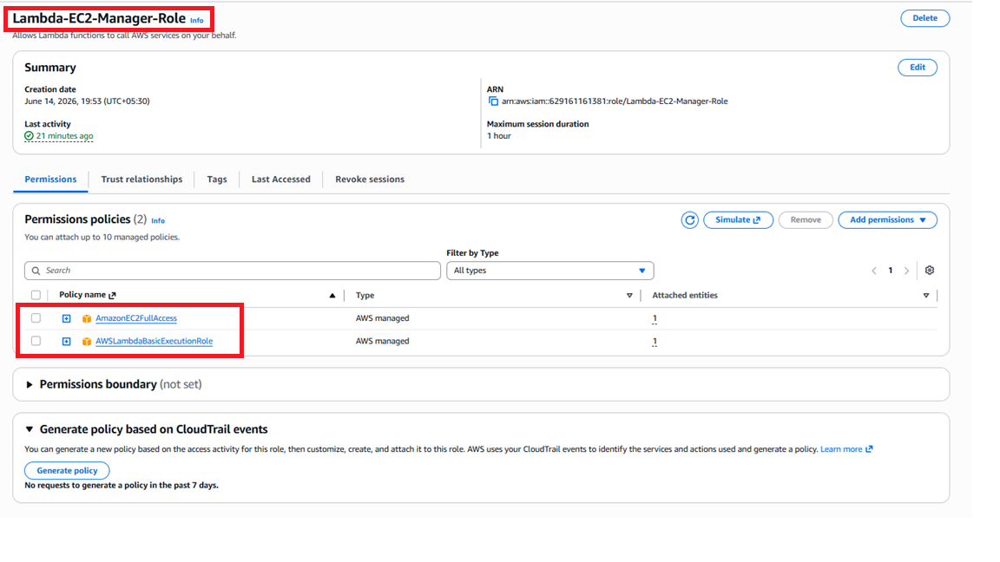 Lambda-EC2-Manager-Role Info
Delete
Allows Lambda functions to call AWS services on your behalf.
Summary
Edit
Creation date
June 14, 2026, 19:53 (UTC+05:30)
ARN
arn:aws:iam::629161161381:role/Lambda-EC2-Manager-Role
Last activity
21 minutes ago
Maximum session duration
1 hour
Permissions Trust relationships Tags Last Accessed Revoke sessions
Permissions policies (2) Info
Simulate Remove Add permissions
You can attach up to 10 managed policies.
Filter by Type
Search All types 1
Policy name Type Attached entities
AmazonEC2FullAccess AWS managed 1
AWSLambdaBasicExecutionRole AWS managed 1
Permissions boundary (not set)
Generate policy based on CloudTrail events
You can generate a new policy based on the access activity for this role, then customize, create, and attach it to this role. AWS uses your CloudTrail events to identify the services and actions used and generate a policy. Learn more
Generate policy
No requests to generate a policy in the past 7 days.